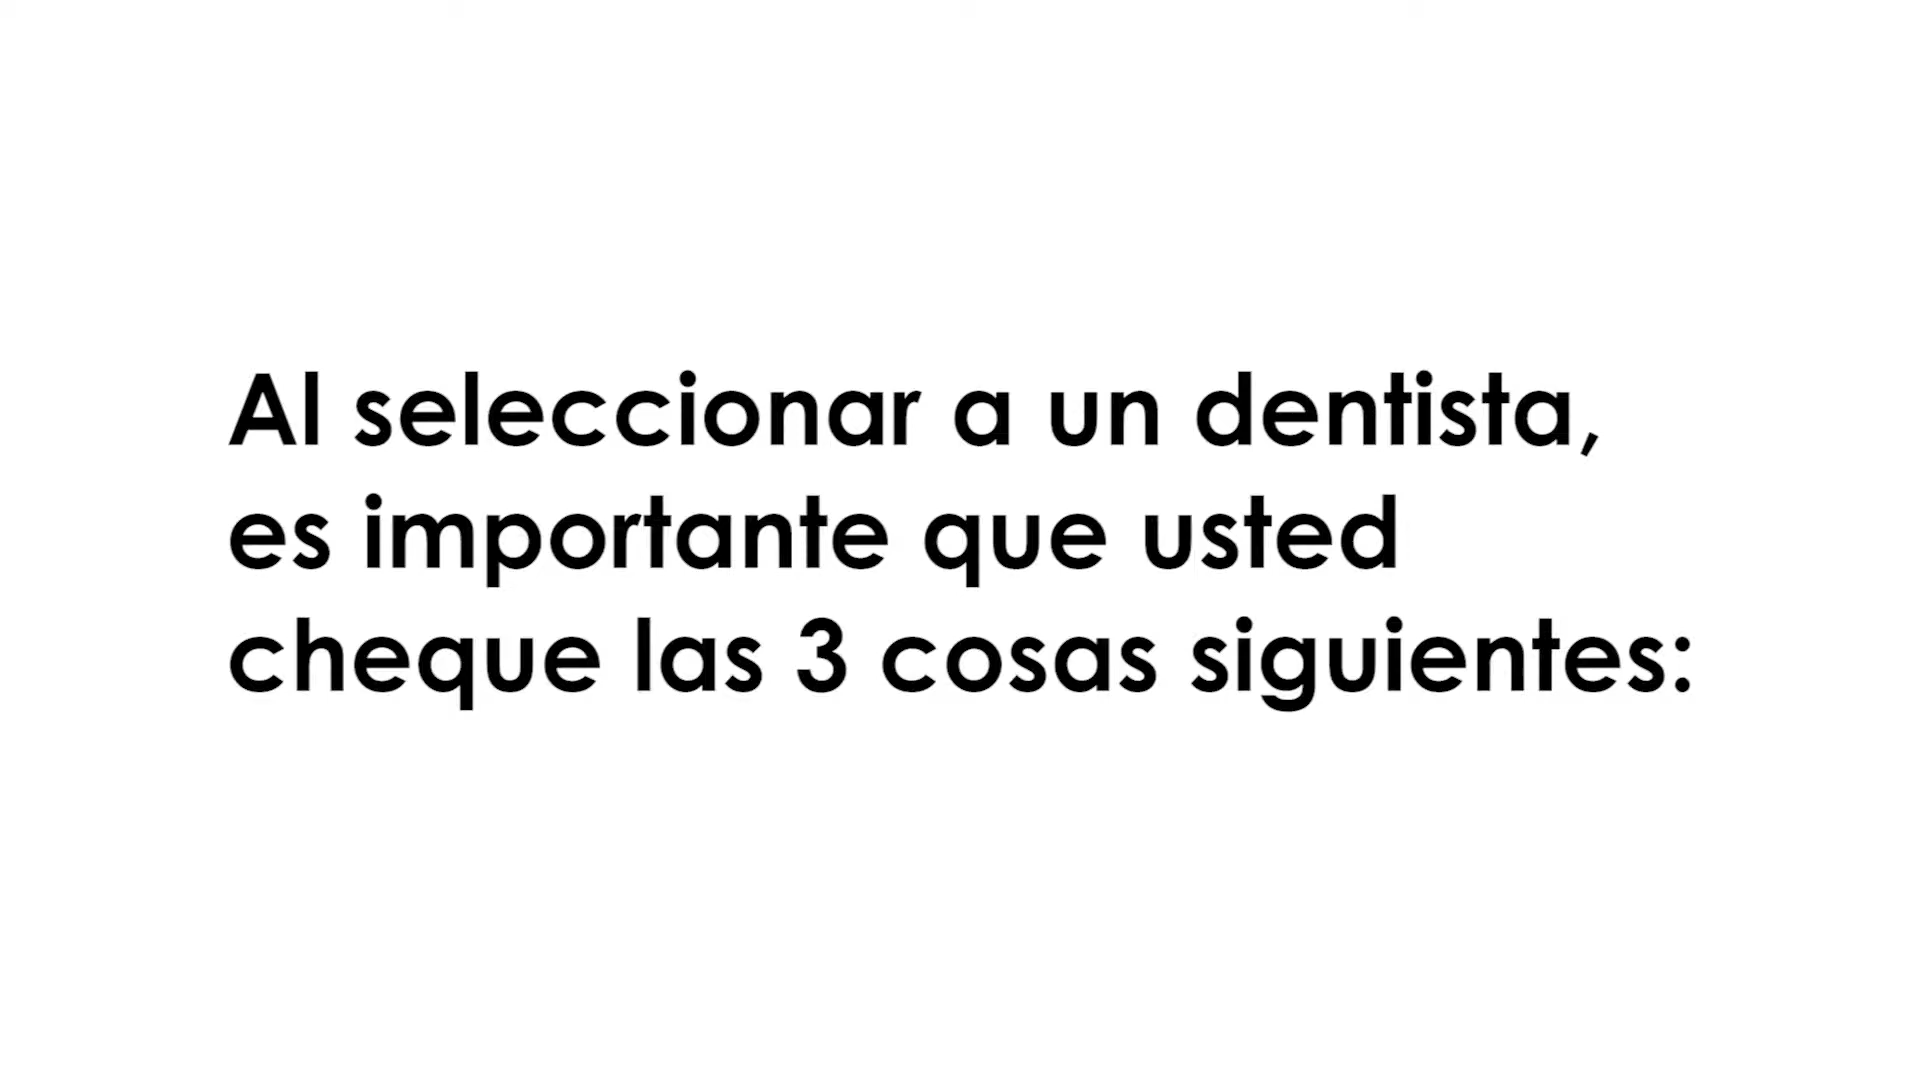 Al seleccionar a un dentista,
es importante que usted
cheque las 3 cosas siguientes: